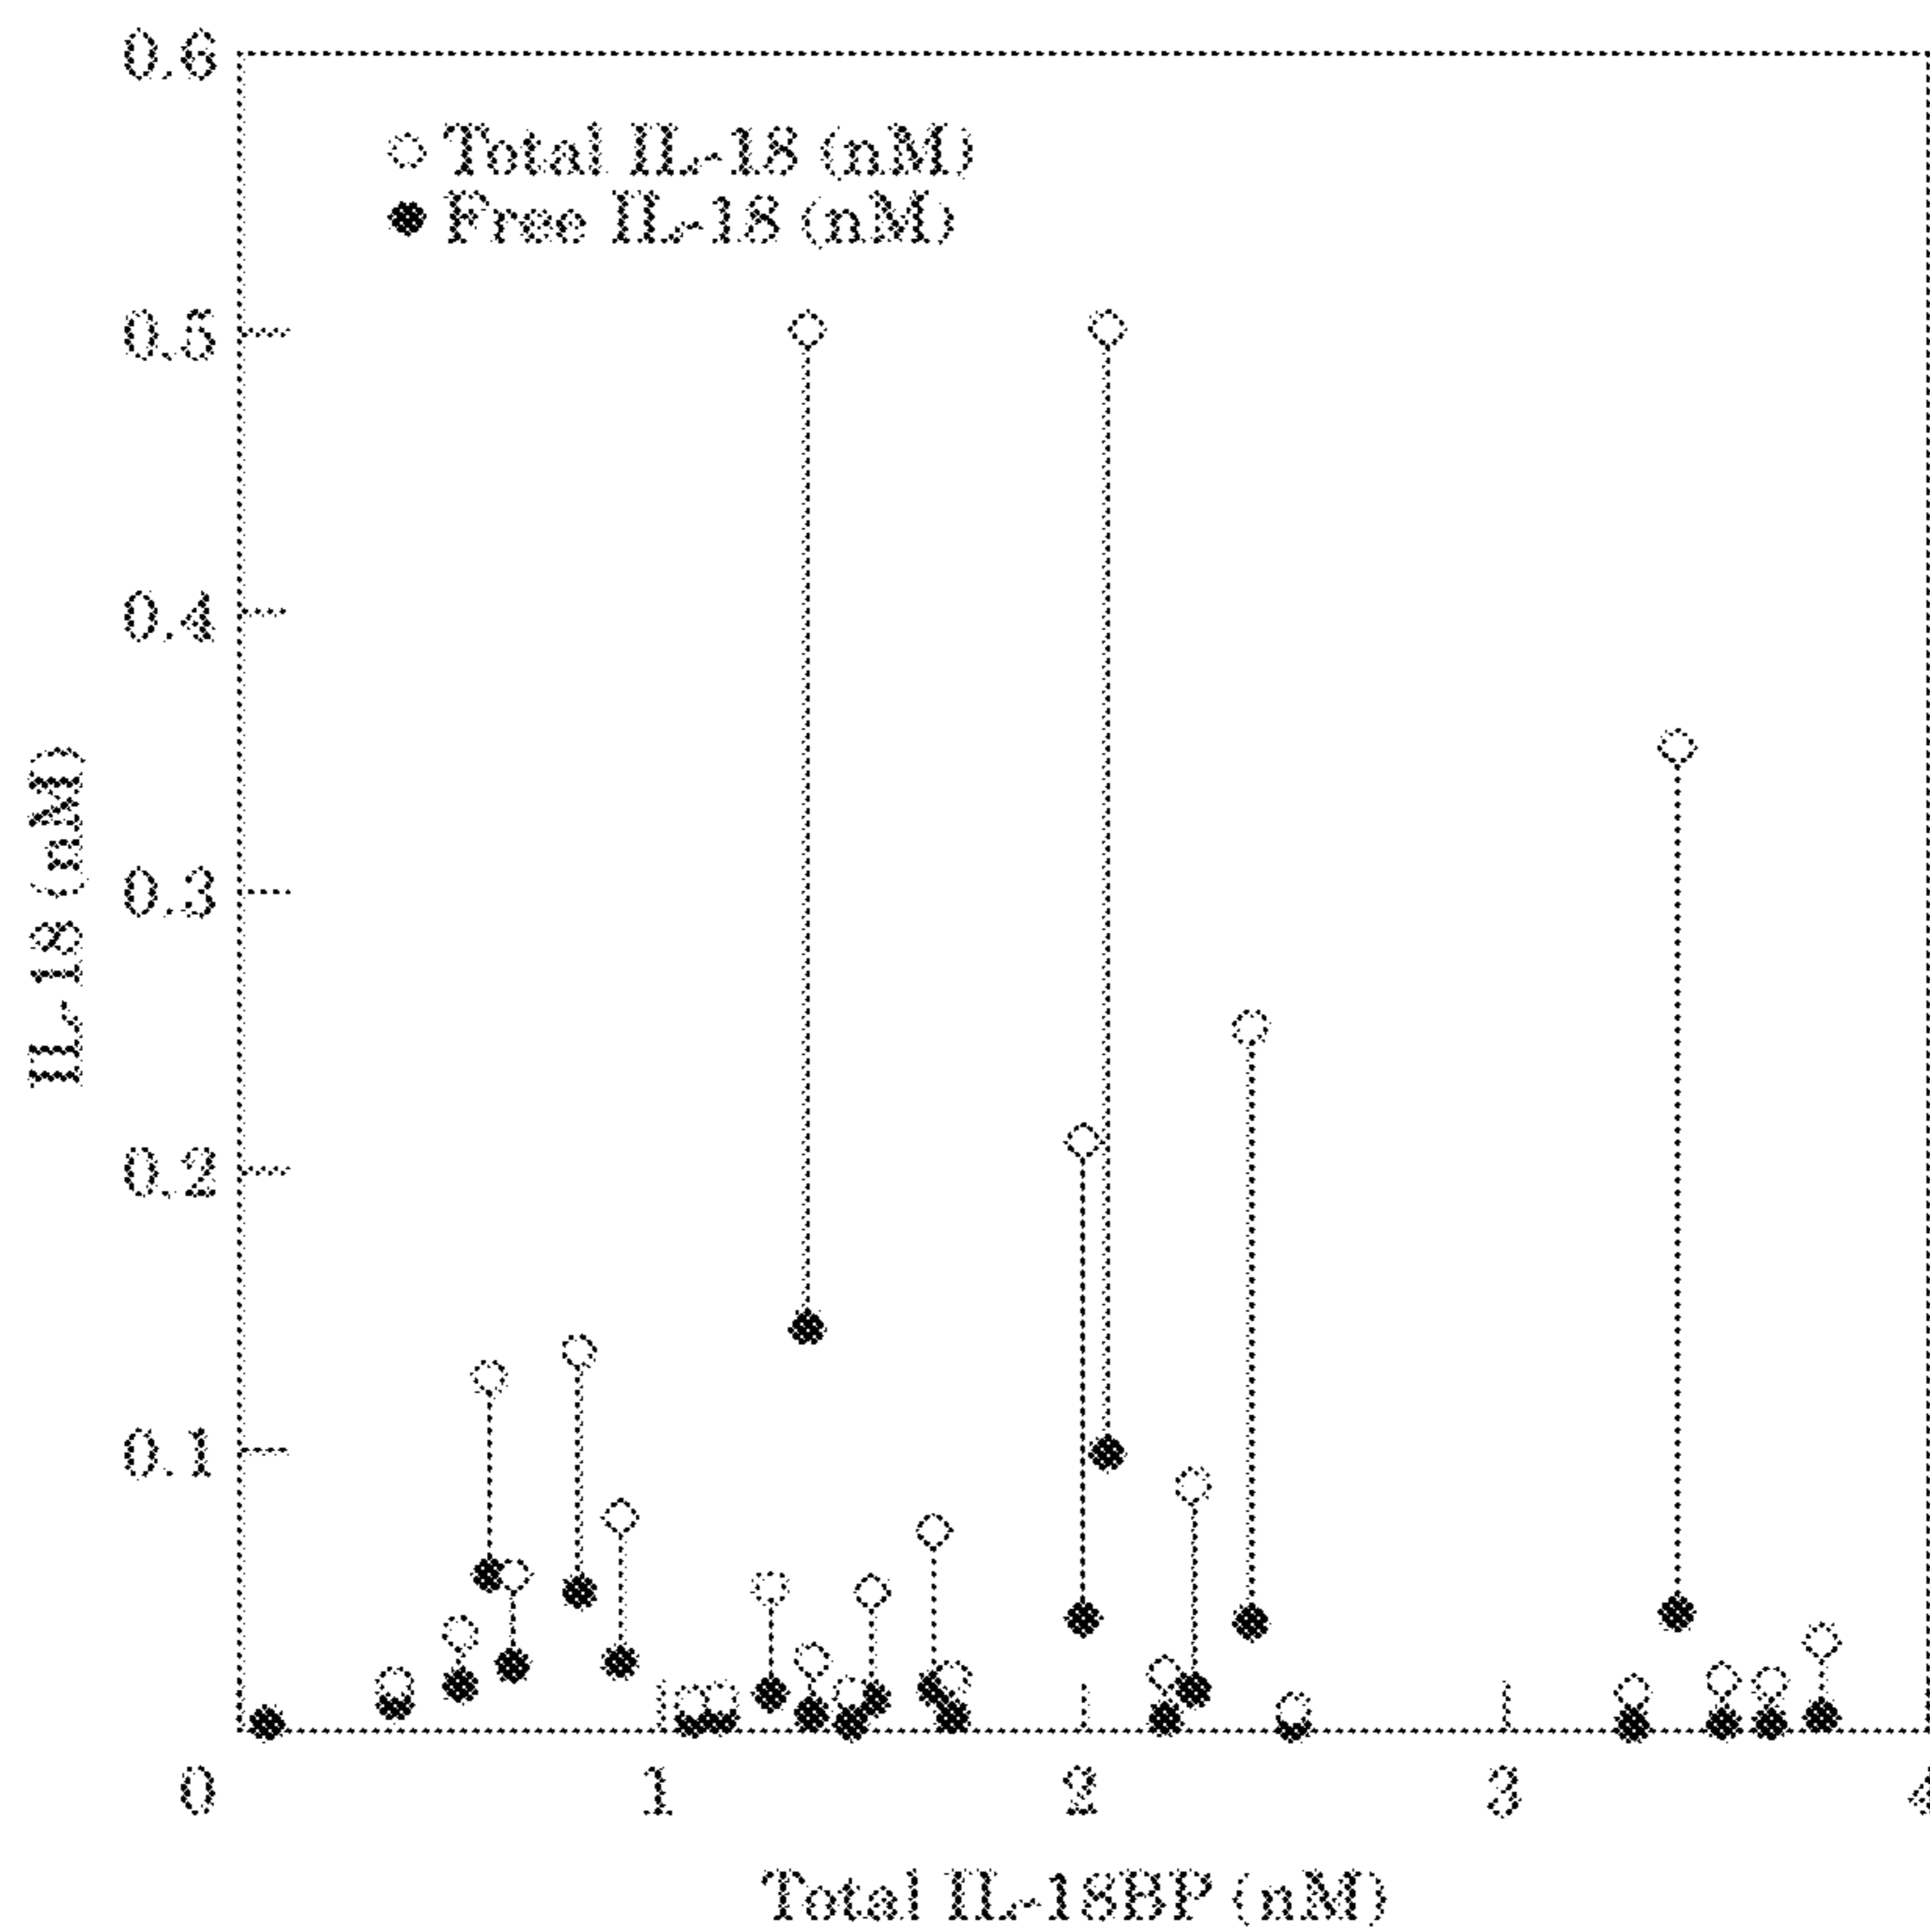 0.6
Total IL-18 (nM)
Free IL-18 (nM)
0.5
0.4
0.3
0.2
0.1
IL-18 (nM)
0 1 2 3 4
Total IL-18BP (nM)